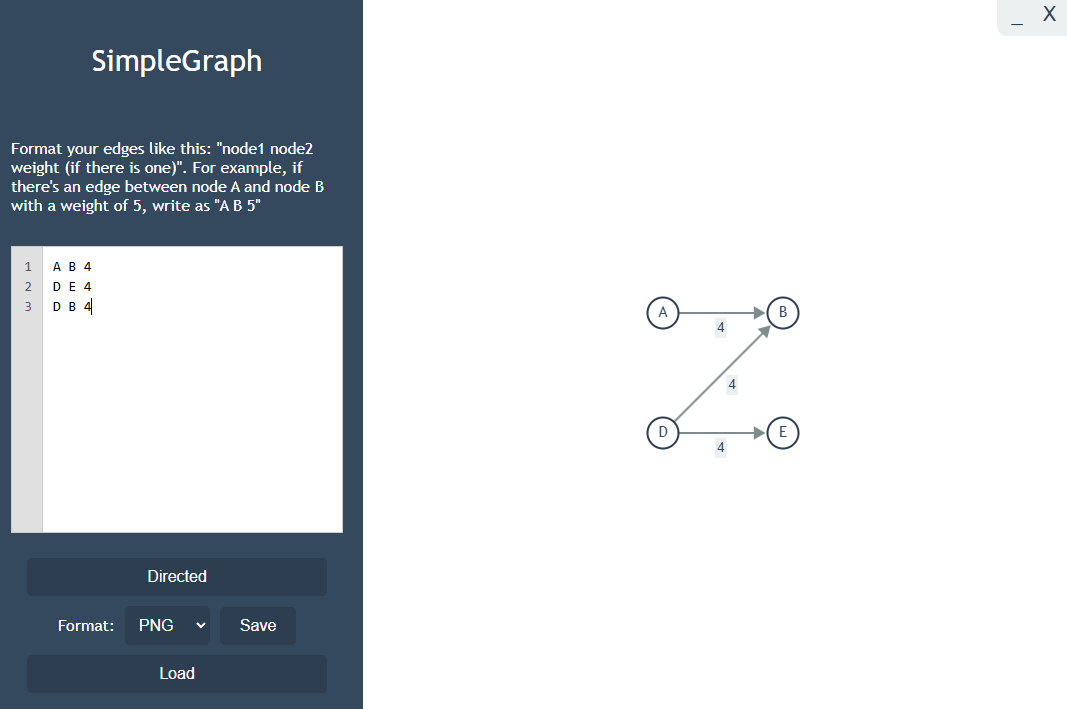 _ X
SimpleGraph
Format your edges like this: "node1 node2
weight (if there is one)". For example, if
there's an edge between node A and node B
with a weight of 5, write as "A B 5"
1 A B 4
2 D E 4
3 D B 4
A 4 B
4
D 4 E
Directed
Format: PNG Save
Load